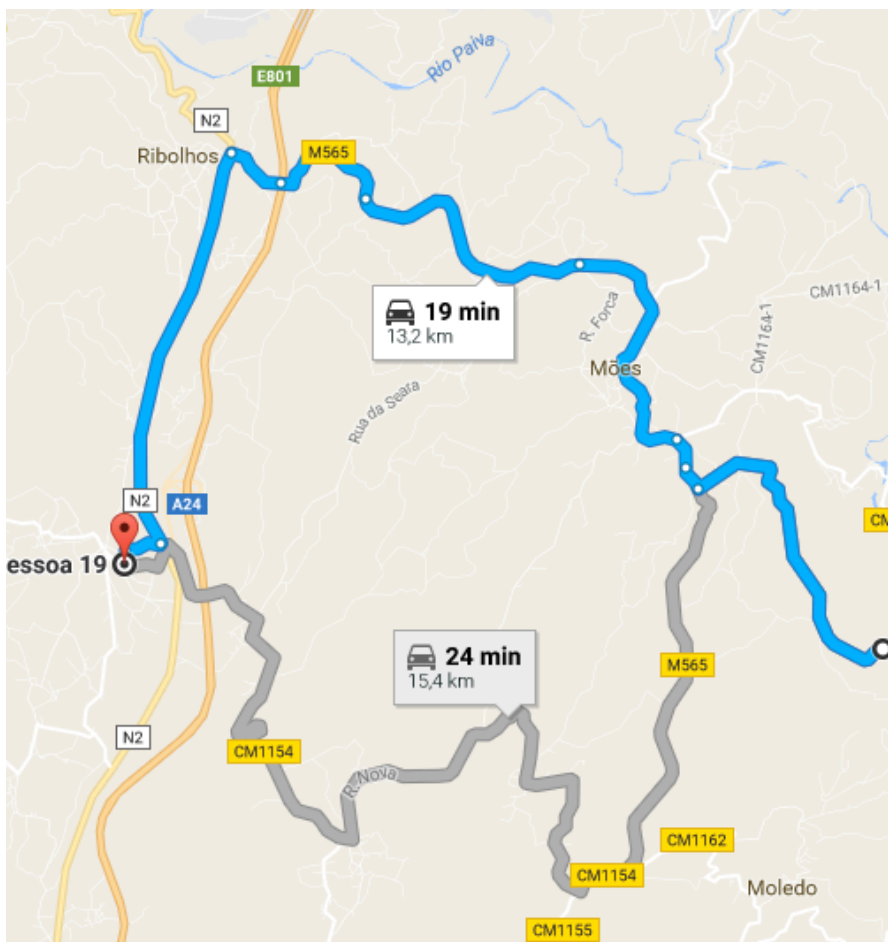 Rio Paiva
E801
N2
Ribolhos
M565
CM1164-1
19 min
13,2 km
R. Forca
CM1164-1
Mões
Rua da Seara
N2
A24
CM
essoa 19
24 min
15,4 km
M565
N2
CM1154
R. Nova
CM1162
CM1154
Moledo
CM1155